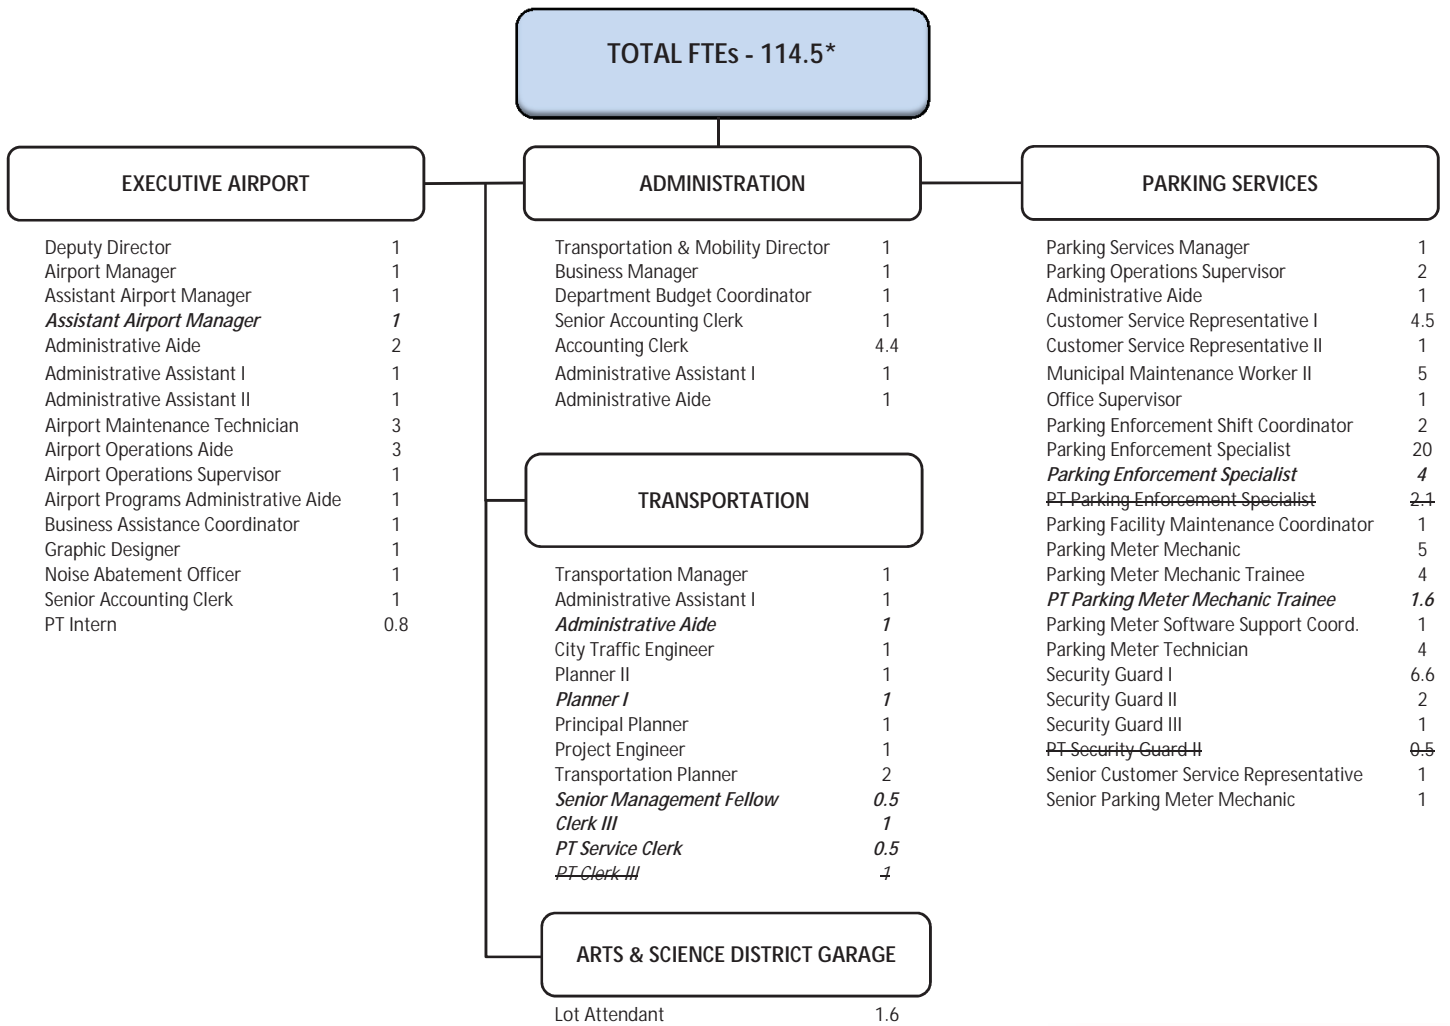 TOTAL FTEs - 114.5*
EXECUTIVE AIRPORT
Deputy Director 1
Airport Manager 1
Assistant Airport Manager 1
Assistant Airport Manager 1
Administrative Aide 2
Administrative Assistant I 1
Administrative Assistant II 1
Airport Maintenance Technician 3
Airport Operations Aide 3
Airport Operations Supervisor 1
Airport Programs Administrative Aide 1
Business Assistance Coordinator 1
Graphic Designer 1
Noise Abatement Officer 1
Senior Accounting Clerk 1
PT Intern 0.8
ADMINISTRATION
Transportation & Mobility Director 1
Business Manager 1
Department Budget Coordinator 1
Senior Accounting Clerk 1
Accounting Clerk 4.4
Administrative Assistant I 1
Administrative Aide 1
TRANSPORTATION
Transportation Manager 1
Administrative Assistant I 1
Administrative Aide 1
City Traffic Engineer 1
Planner II 1
Planner I 1
Principal Planner 1
Project Engineer 1
Transportation Planner 2
Senior Management Fellow 0.5
Clerk III 1
PT Service Clerk 0.5
PT Clerk III 1
ARTS & SCIENCE DISTRICT GARAGE
Lot Attendant 1.6
PARKING SERVICES
Parking Services Manager 1
Parking Operations Supervisor 2
Administrative Aide 1
Customer Service Representative I 4.5
Customer Service Representative II 1
Municipal Maintenance Worker II 5
Office Supervisor 1
Parking Enforcement Shift Coordinator 2
Parking Enforcement Specialist 20
Parking Enforcement Specialist 4
PT Parking Enforcement Specialist 2.1
Parking Facility Maintenance Coordinator 1
Parking Meter Mechanic 5
Parking Meter Mechanic Trainee 4
PT Parking Meter Mechanic Trainee 1.6
Parking Meter Software Support Coord. 1
Parking Meter Technician 4
Security Guard I 6.6
Security Guard II 2
Security Guard III 1
PT Security Guard II 0.5
Senior Customer Service Representative 1
Senior Parking Meter Mechanic 1